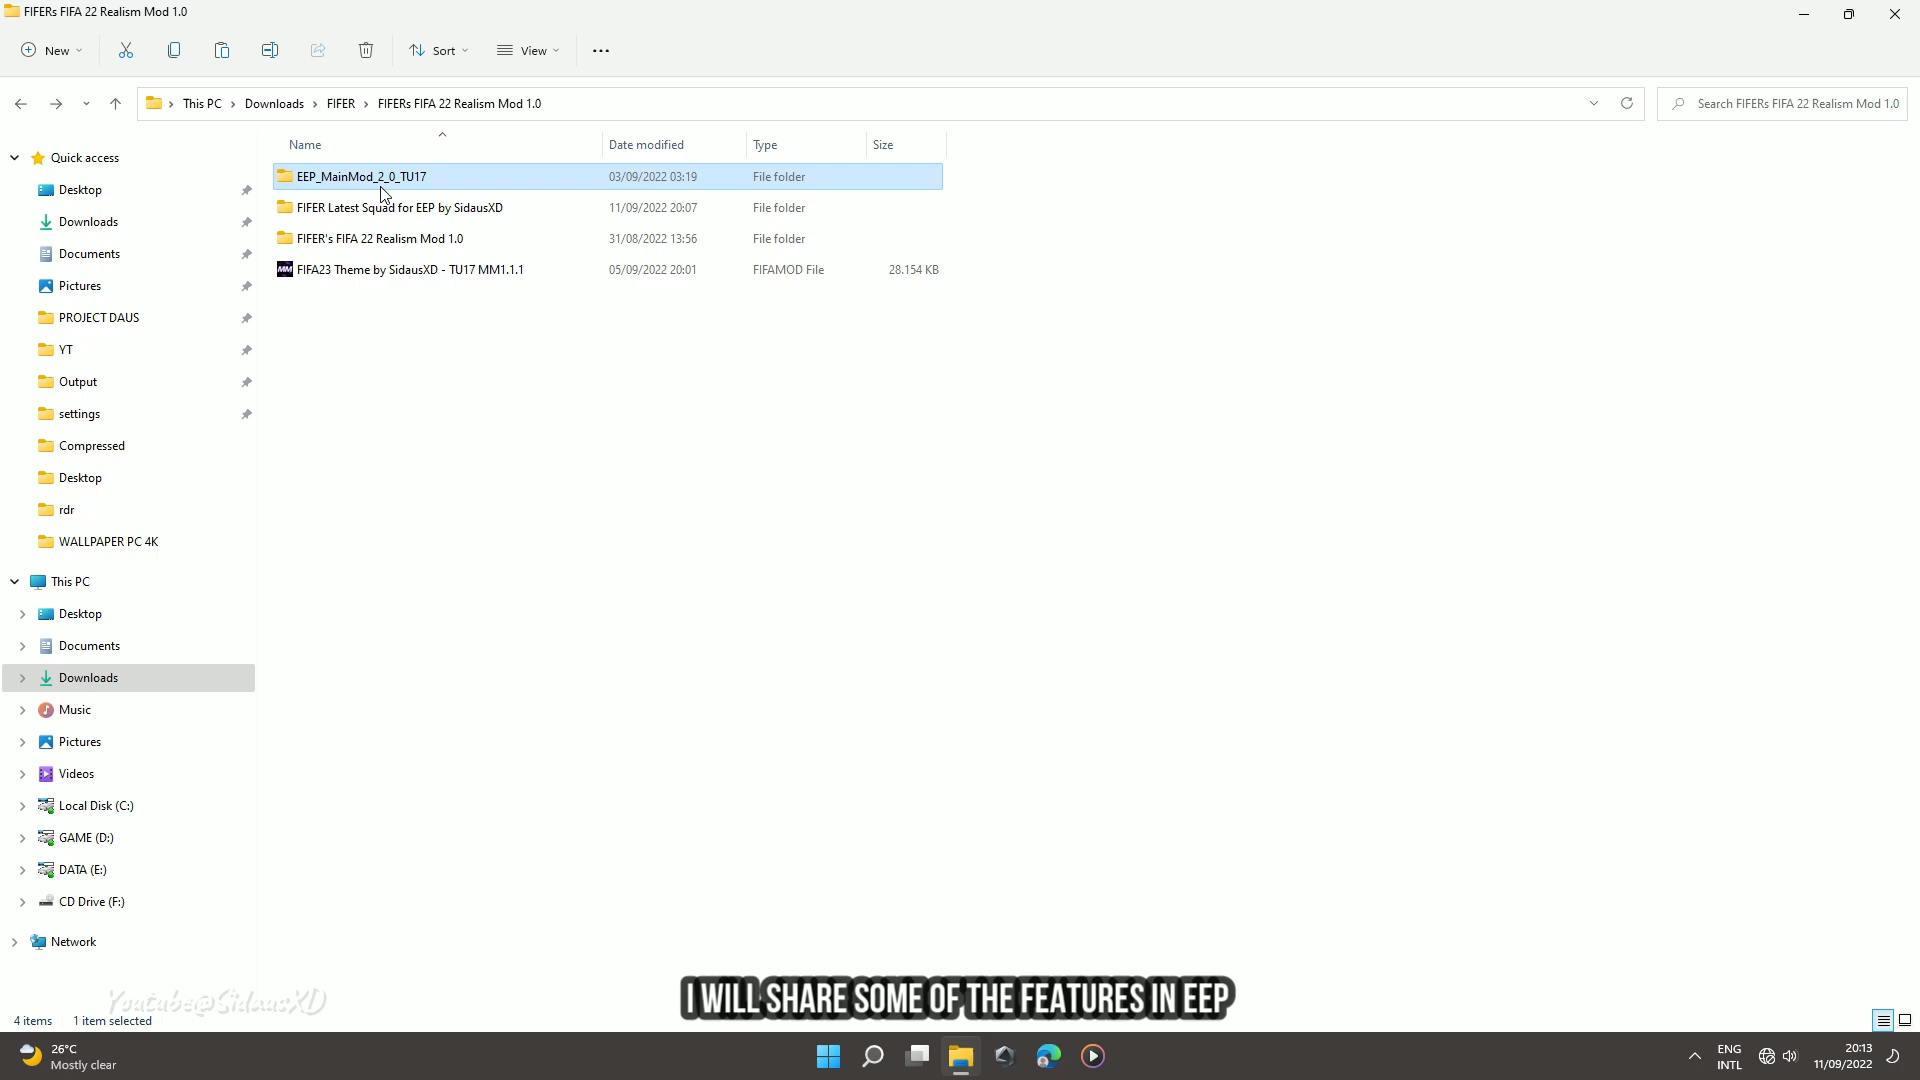 FIFERs FIFA 22 Realism Mod 1.0
New
Sort
View
This PC
Downloads
FIFER
FIFERs FIFA 22 Realism Mod 1.0
Search FIFERs FIFA 22 Realism Mod 1.0
Name
Date modified
Type
Size
EEP_MainMod_2_0_TU17 03/09/2022 03:19 File folder
FIFER Latest Squad for EEP by SidausXD 11/09/2022 20:07 File folder
FIFER's FIFA 22 Realism Mod 1.0 31/08/2022 13:56 File folder
FIFA23 Theme by SidausXD - TU17 MM1.1.1 05/09/2022 20:01 FIFAMOD File 28.154 KB
Quick access
Desktop
Downloads
Documents
Pictures
PROJECT DAUS
YT
Output
settings
Compressed
Desktop
rdr
WALLPAPER PC 4K
This PC
Desktop
Documents
Downloads
Music
Pictures
Videos
Local Disk (C:)
GAME (D:)
DATA (E:)
CD Drive (F:)
Network
Youtube@SidausXD
I WILL SHARE SOME OF THE FEATURES IN EEP
4 items
1 item selected
26°C
Mostly clear
ENG
INTL
20:13
11/09/2022